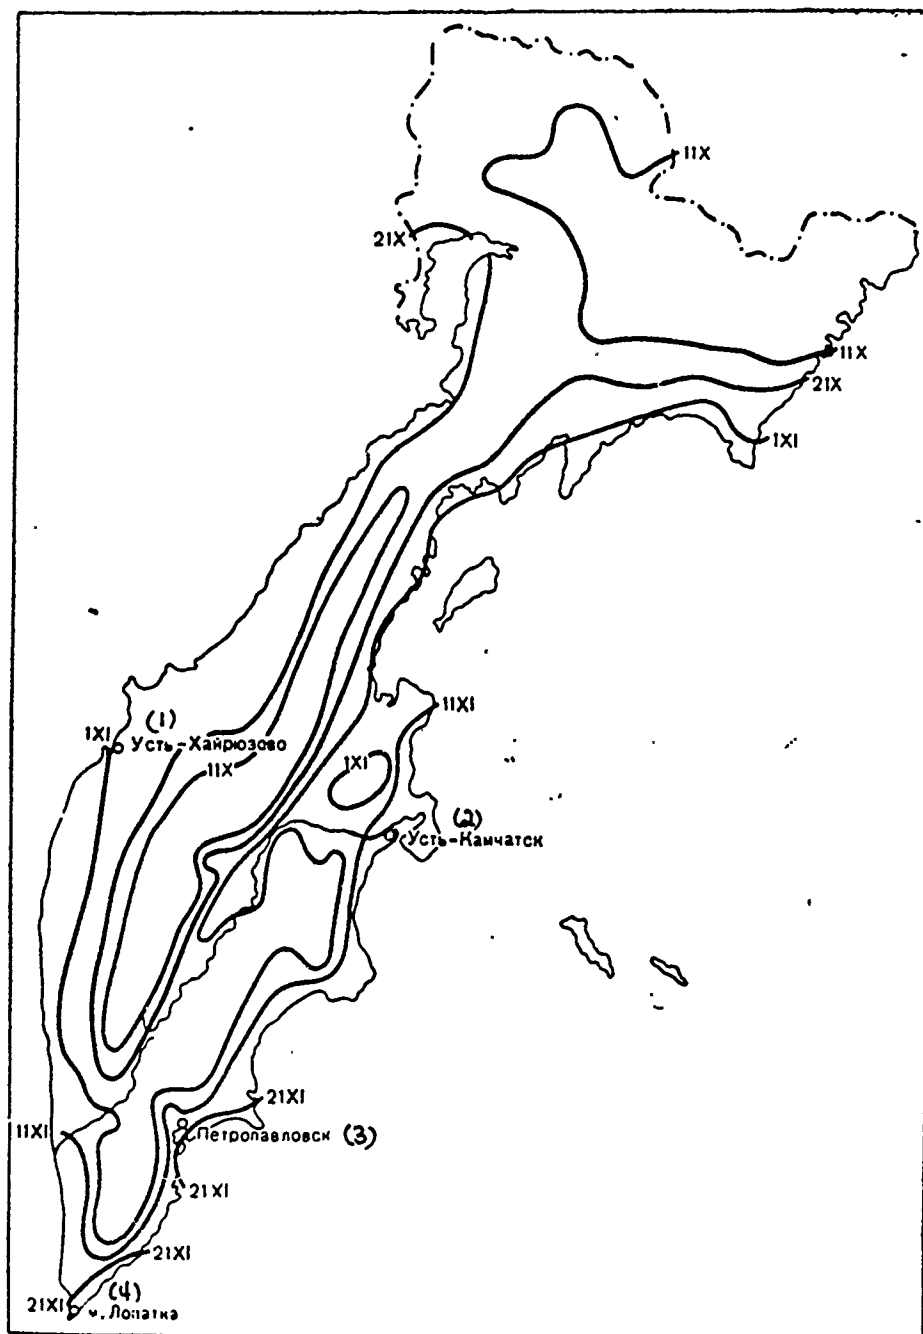 11X
21X
11X
21X
1XI
11XI
(1)
1XI
Усть-Хайрюзово
11X
1XI
(2)
Усть-Камчатск
21XI
11XI
Петропавловск (3)
21XI
21XI
(4)
21XI
м. Лопатка